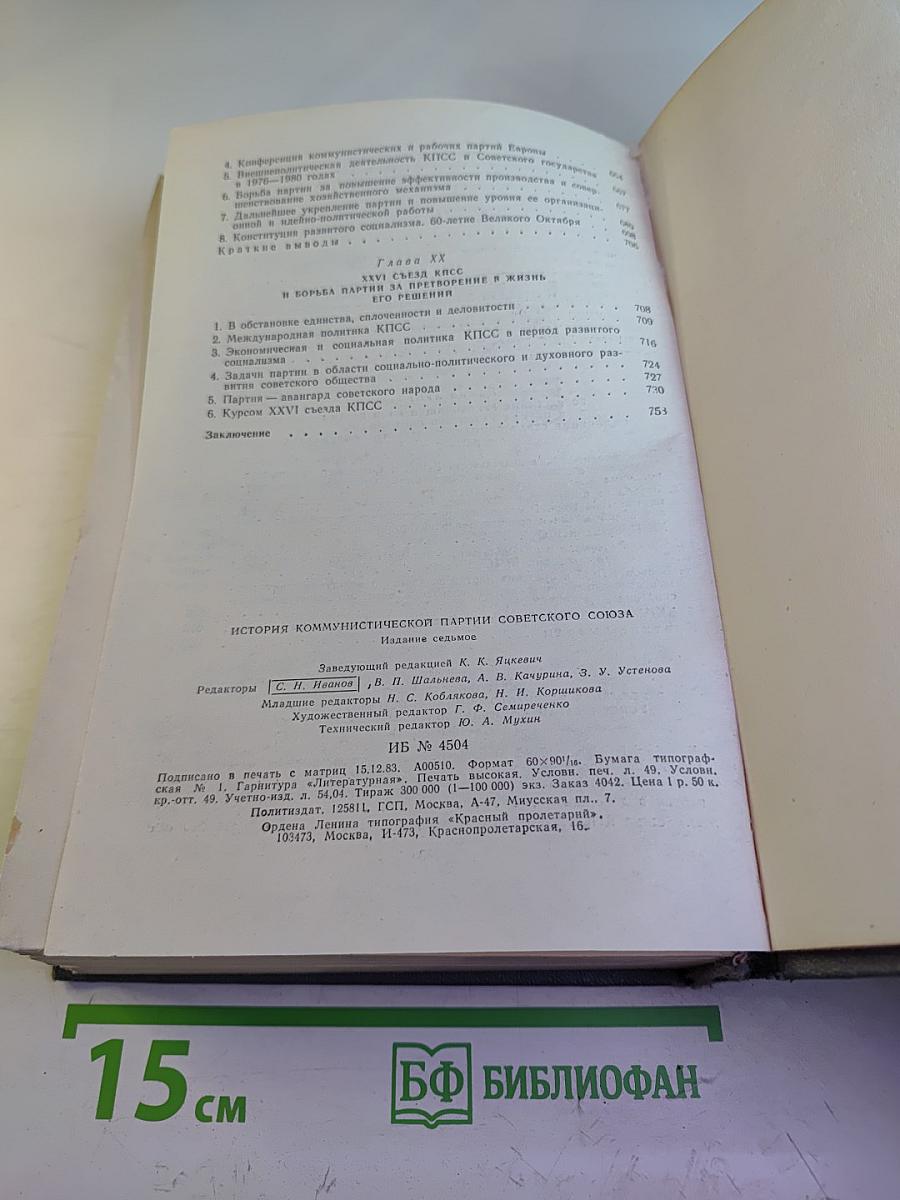 4. Конференция коммунистических и рабочих партий Европы
5. Внешнеполитическая деятельность КПСС и Советского государства
в 1976—1980 годах . . . 664
6. Борьба партии за повышение эффективности производства и совер-
шенствование хозяйственного механизма . . . 667
7. Дальнейшее укрепление партии и повышение уровня ее организаци-
онной и идейно-политической работы . . . 677
8. Конституция развитого социализма. 60-летие Великого Октября . . . 689
Краткие выводы . . . 706
Глава XX
XXVI СЪЕЗД КПСС
И БОРЬБА ПАРТИИ ЗА ПРЕТВОРЕНИЕ В ЖИЗНЬ
ЕГО РЕШЕНИЙ
1. В обстановке единства, сплоченности и деловитости . . . 708
2. Международная политика КПСС . . . 709
3. Экономическая и социальная политика КПСС в период развитого
социализма . . . 716
4. Задачи партии в области социально-политического и духовного раз-
вития советского общества . . . 724
5. Партия — авангард советского народа . . . 727
6. Курсом XXVI съезда КПСС . . . 730
Заключение . . . 753
ИСТОРИЯ КОММУНИСТИЧЕСКОЙ ПАРТИИ СОВЕТСКОГО СОЮЗА
Издание седьмое
Заведующий редакцией К. К. Яцкевич
Редакторы С. Н. Иванов, В. П. Шальнева, А. В. Качурина, З. У. Устенова
Младшие редакторы Н. С. Коблякова, Н. И. Коршикова
Художественный редактор Г. Ф. Семиреченко
Технический редактор Ю. А. Мухин
ИБ № 4504
Подписано в печать с матриц 15.12.83. А00510. Формат 60×90¹/₁₆. Бумага типограф-
ская № 1. Гарнитура «Литературная». Печать высокая. Условн. печ. л. 49. Условн.
кр.-отт. 49. Учетно-изд. л. 54,04. Тираж 300 000 (1—100 000) экз. Заказ 4042. Цена 1 р. 50 к.
Политиздат. 125811, ГСП, Москва, А-47, Миусская пл., 7.
Ордена Ленина типография «Красный пролетарий».
103473, Москва, И-473, Краснопролетарская, 16.
15 см
БФ БИБЛИОФАН